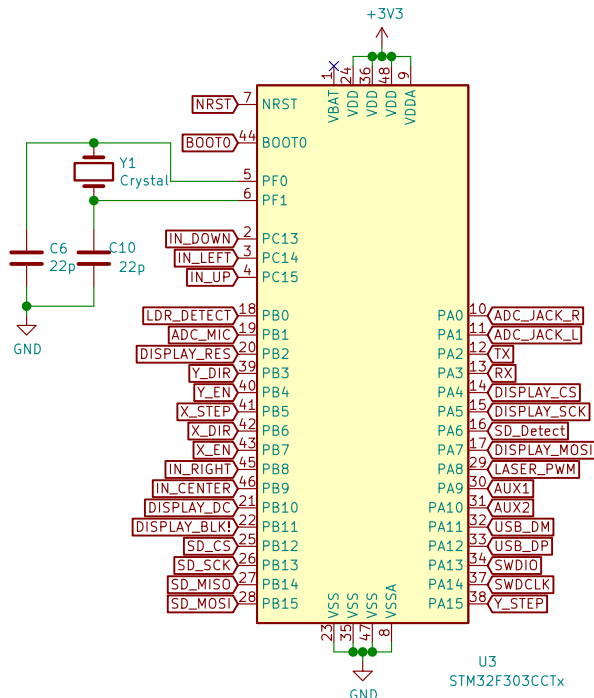 +3V3
1 24 36 48 9
VBAT VDD VDD VDD VDDA
NRST 7 NRST
BOOT0 44 BOOT0
Y1
Crystal
5 PF0
6 PF1
IN_DOWN 2 PC13
IN_LEFT 3 PC14
IN_UP 4 PC15
C6
22p
C10
22p
GND
LDR_DETECT 18 PB0 PA0 10 ADC_JACK_R
ADC_MIC 19 PB1 PA1 11 ADC_JACK_L
DISPLAY_RES 20 PB2 PA2 12 TX
Y_DIR 39 PB3 PA3 13 RX
Y_EN 40 PB4 PA4 14 DISPLAY_CS
X_STEP 41 PB5 PA5 15 DISPLAY_SCK
X_DIR 42 PB6 PA6 16 SD_Detect
X_EN 43 PB7 PA7 17 DISPLAY_MOSI
IN_RIGHT 45 PB8 PA8 29 LASER_PWM
IN_CENTER 46 PB9 PA9 30 AUX1
DISPLAY_DC 21 PB10 PA10 31 AUX2
DISPLAY_BLK! 22 PB11 PA11 32 USB_DM
SD_CS 25 PB12 PA12 33 USB_DP
SD_SCK 26 PB13 PA13 34 SWDIO
SD_MISO 27 PB14 PA14 37 SWDCLK
SD_MOSI 28 PB15 PA15 38 Y_STEP
VSS VSS VSS VSSA
23 35 47 8
GND
U3
STM32F303CCTx